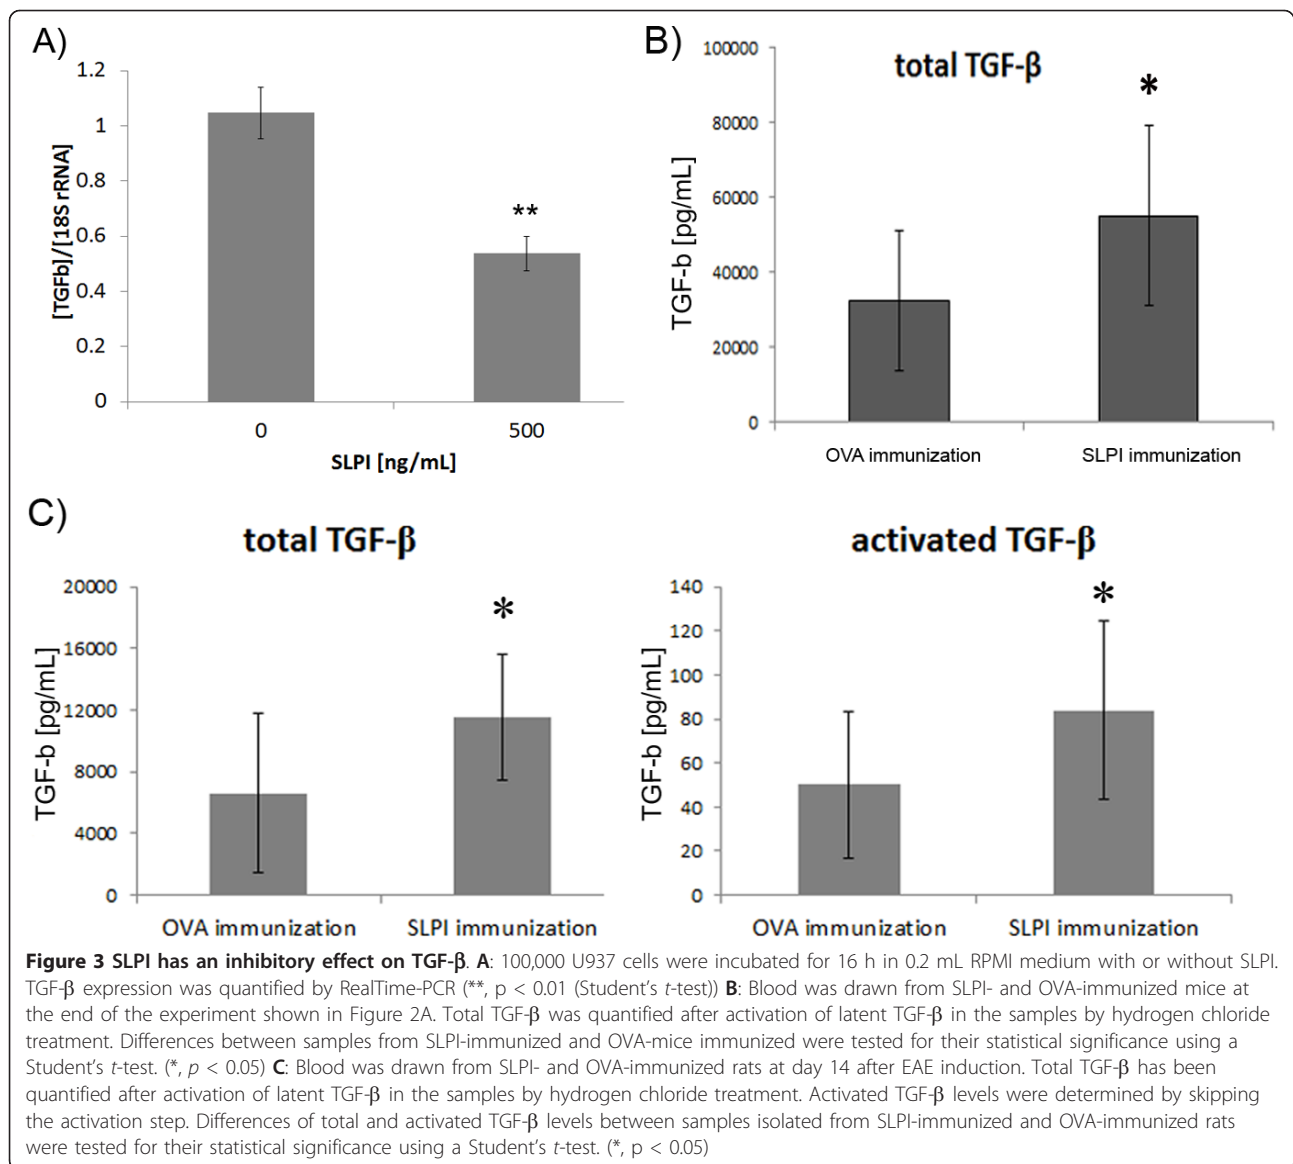 A)
1.2
1
0.8
0.6
0.4
0.2
0
[TGFb]/[18S rRNA]
**
0
500
SLPI [ng/mL]
B)
total TGF-β
100000
80000
60000
40000
20000
0
TGF-b [pg/mL]
*
OVA immunization
SLPI immunization
C)
total TGF-β
20000
16000
12000
8000
4000
0
TGF-b [pg/mL]
*
OVA immunization
SLPI immunization
activated TGF-β
140
120
100
80
60
40
20
0
TGF-b [pg/mL]
*
OVA immunization
SLPI immunization
Figure 3 SLPI has an inhibitory effect on TGF-β. A: 100,000 U937 cells were incubated for 16 h in 0.2 mL RPMI medium with or without SLPI.
TGF-β expression was quantified by RealTime-PCR (**, p < 0.01 (Student's t-test)) B: Blood was drawn from SLPI- and OVA-immunized mice at
the end of the experiment shown in Figure 2A. Total TGF-β was quantified after activation of latent TGF-β in the samples by hydrogen chloride
treatment. Differences between samples from SLPI-immunized and OVA-mice immunized were tested for their statistical significance using a
Student's t-test. (*, p < 0.05) C: Blood was drawn from SLPI- and OVA-immunized rats at day 14 after EAE induction. Total TGF-β has been
quantified after activation of latent TGF-β in the samples by hydrogen chloride treatment. Activated TGF-β levels were determined by skipping
the activation step. Differences of total and activated TGF-β levels between samples isolated from SLPI-immunized and OVA-immunized rats
were tested for their statistical significance using a Student's t-test. (*, p < 0.05)